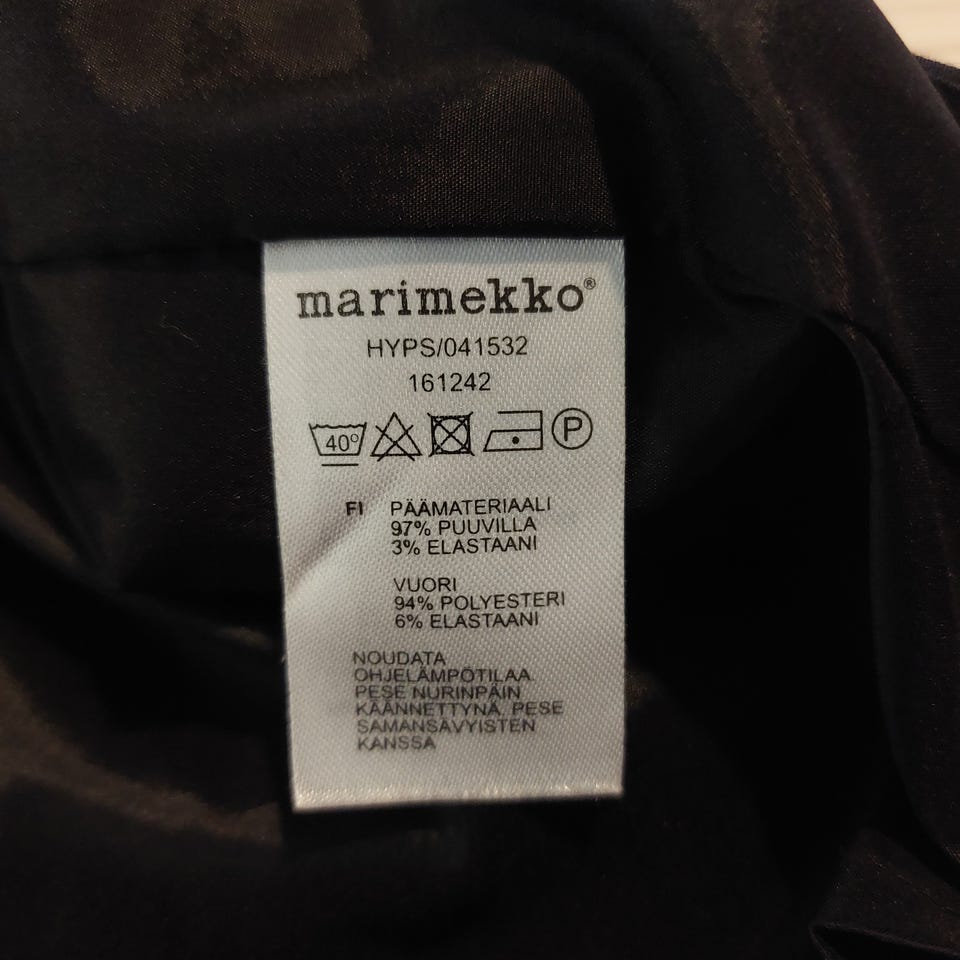 marimekko®
HYPS/041532
161242
40° P
FI PÄÄMATERIAALI
97% PUUVILLA
3% ELASTAANI
VUORI
94% POLYESTERI
6% ELASTAANI
NOUDATA
OHJELÄMPÖTILAA.
PESE NURINPÄIN
KÄÄNNETTYNÄ. PESE
SAMANSÄVYISTEN
KANSSA